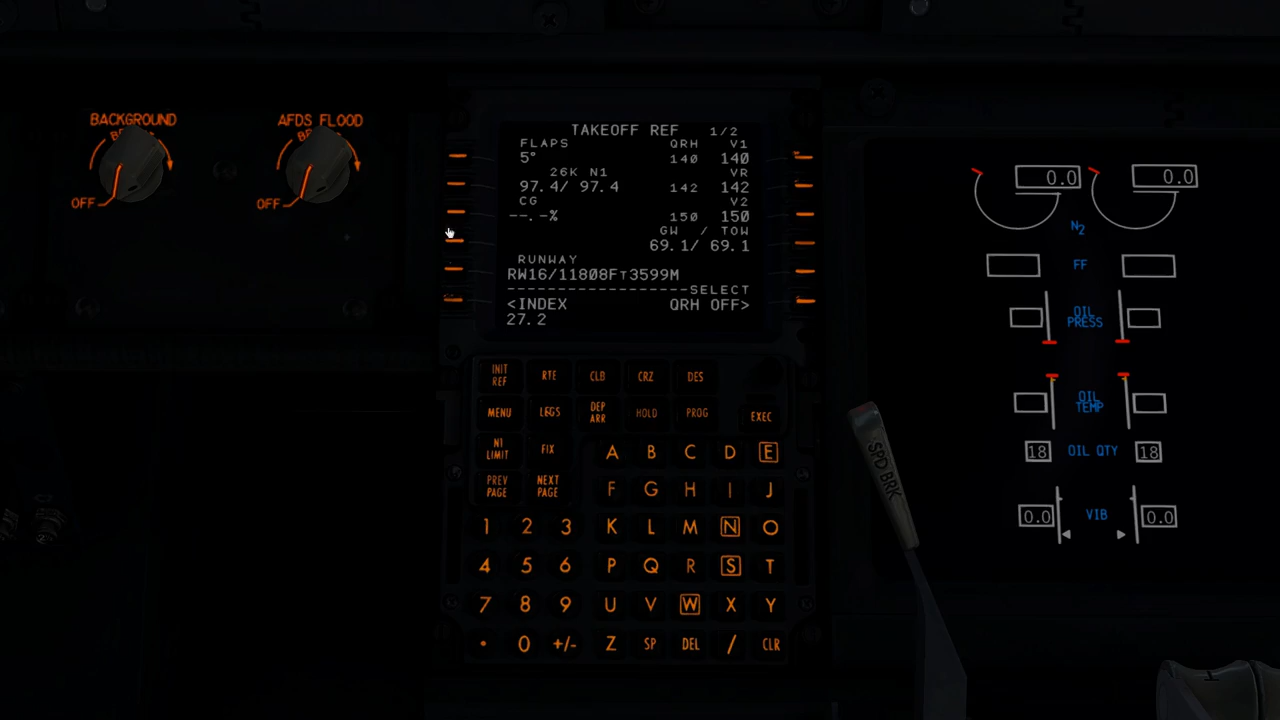 BACKGROUND
AFDS FLOOD
OFF
OFF
TAKEOFF REF 1/2
FLAPS QRH V1
5° 140 140
26K N1 VR
97.4/ 97.4 142 142
CG V2
--.-% 150 150
GW / TOW
69.1/ 69.1
RUNWAY
RW16/11808FT3599M
------------------SELECT
<INDEX QRH OFF>
27.2
INIT REF RTE CLB CRZ DES
MENU LEGS DEP ARR HOLD PROG EXEC
N1 LIMIT FIX A B C D E
PREV PAGE NEXT PAGE F G H I J
1 2 3 K L M N O
4 5 6 P Q R S T
7 8 9 U V W X Y
. 0 +/- Z SP DEL / CLR
SPD BRK
0.0 0.0
N2
FF
OIL PRESS
OIL TEMP
18 OIL QTY 18
0.0 VIB 0.0